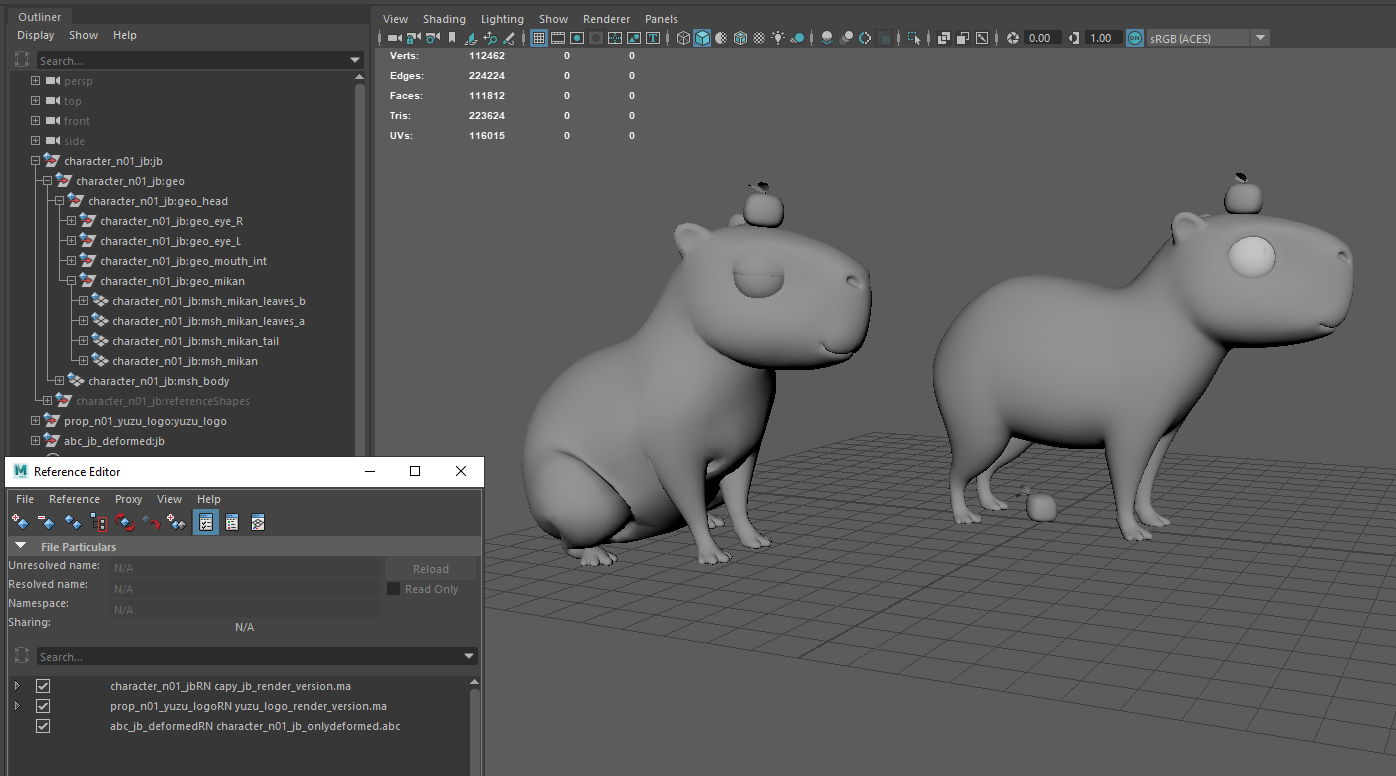 Outliner
Display Show Help
Search...
persp
top
front
side
character_n01_jb:jb
character_n01_jb:geo
character_n01_jb:geo_head
character_n01_jb:geo_eye_R
character_n01_jb:geo_eye_L
character_n01_jb:geo_mouth_int
character_n01_jb:geo_mikan
character_n01_jb:msh_mikan_leaves_b
character_n01_jb:msh_mikan_leaves_a
character_n01_jb:msh_mikan_tail
character_n01_jb:msh_mikan
character_n01_jb:msh_body
character_n01_jb:referenceShapes
prop_n01_yuzu_logo:yuzu_logo
abc_jb_deformed:jb
View Shading Lighting Show Renderer Panels
0.00 1.00 ON sRGB (ACES)
Verts: 112462 0 0
Edges: 224224 0 0
Faces: 111812 0 0
Tris: 223624 0 0
UVs: 116015 0 0
M Reference Editor
File Reference Proxy View Help
File Particulars
Unresolved name: N/A Reload
Resolved name: N/A Read Only
Namespace: N/A
Sharing: N/A
Search...
character_n01_jbRN capy_jb_render_version.ma
prop_n01_yuzu_logoRN yuzu_logo_render_version.ma
abc_jb_deformedRN character_n01_jb_onlydeformed.abc